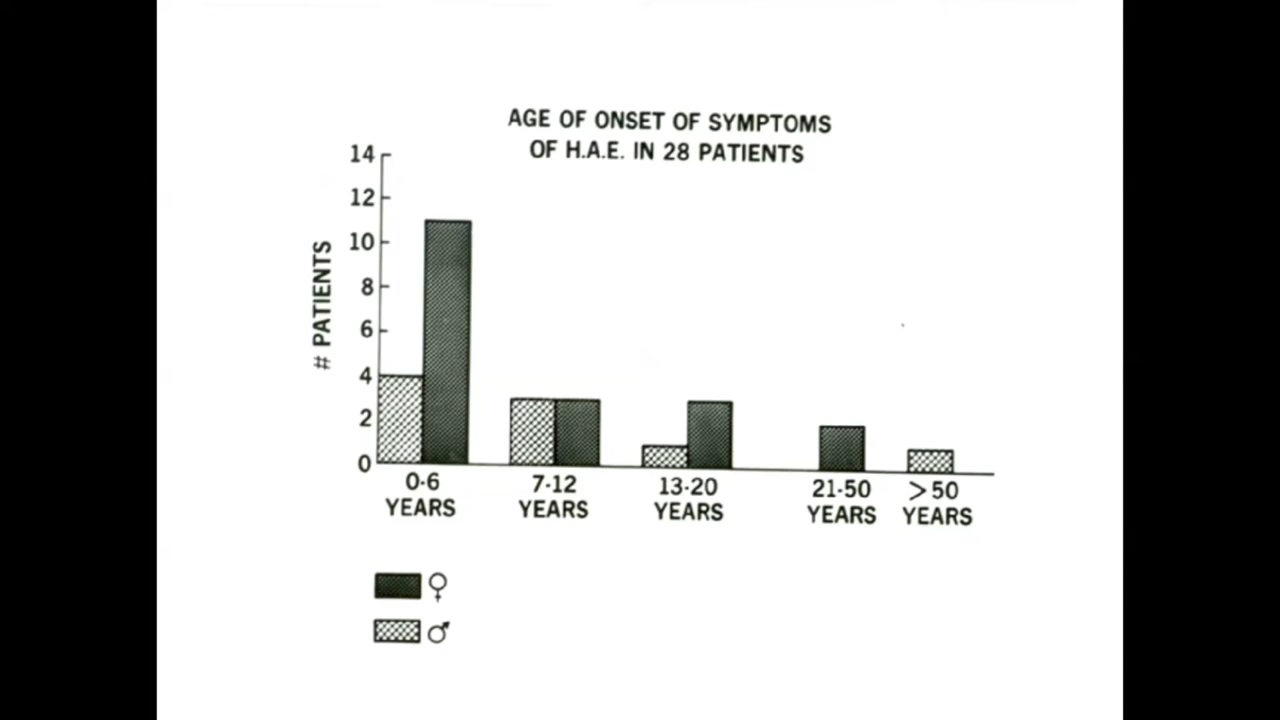 AGE OF ONSET OF SYMPTOMS
OF H.A.E. IN 28 PATIENTS
# PATIENTS
14
12
10
8
6
4
2
0
0-6
YEARS
7-12
YEARS
13-20
YEARS
21-50
YEARS
>50
YEARS
♀
♂